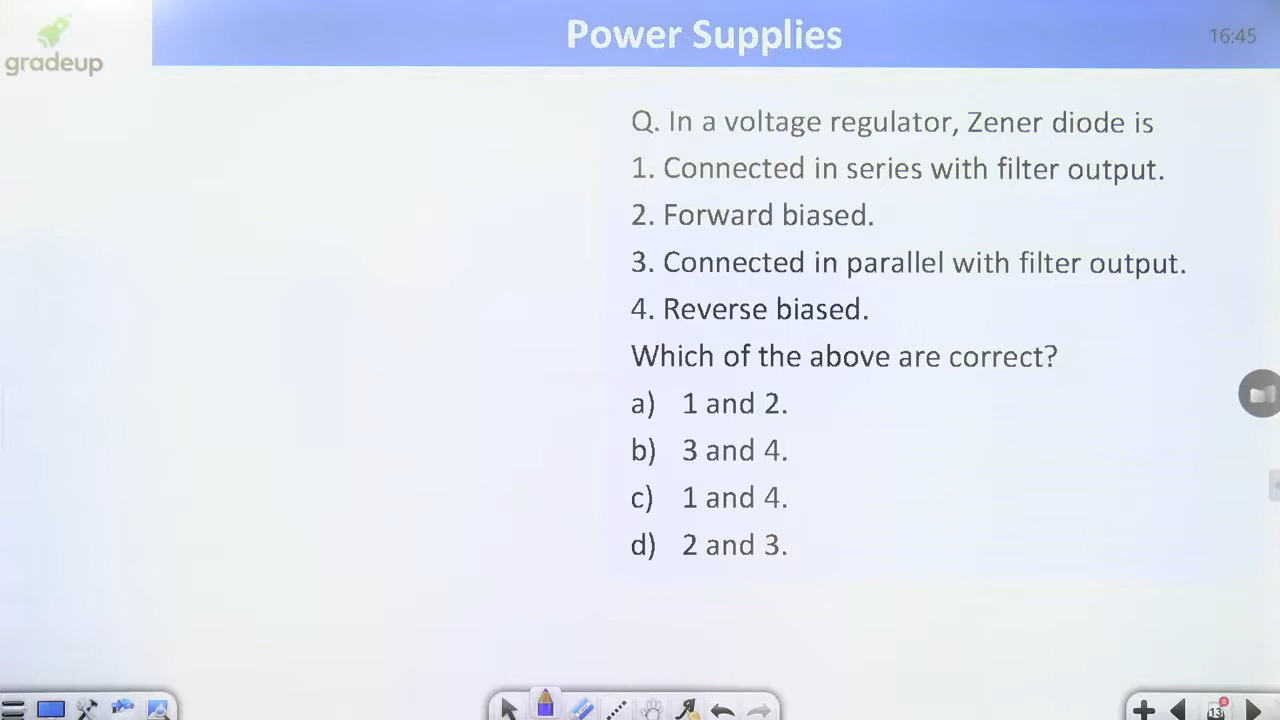 gradeup
Power Supplies
16:45
Q. In a voltage regulator, Zener diode is
1. Connected in series with filter output.
2. Forward biased.
3. Connected in parallel with filter output.
4. Reverse biased.
Which of the above are correct?
a) 1 and 2.
b) 3 and 4.
c) 1 and 4.
d) 2 and 3.
13